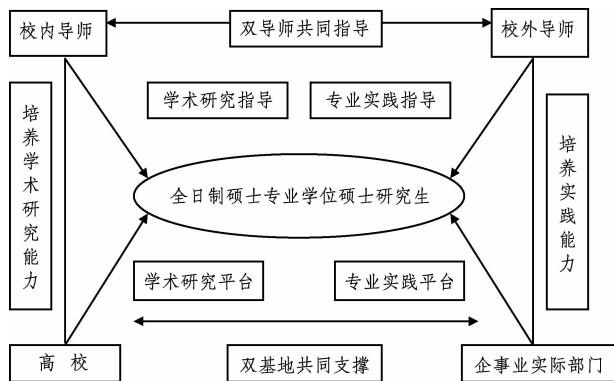 校内导师
双导师共同指导
校外导师
学术研究指导
专业实践指导
培养学术研究能力
培养实践能力
全日制硕士专业学位硕士研究生
学术研究平台
专业实践平台
高 校
双基地共同支撑
企事业实际部门